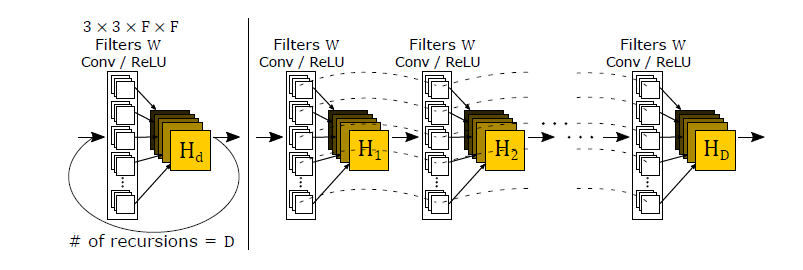 3 × 3 × F × F
Filters W
Conv / ReLU
H_d
# of recursions = D
Filters W
Conv / ReLU
H_1
Filters W
Conv / ReLU
H_2
Filters W
Conv / ReLU
H_D